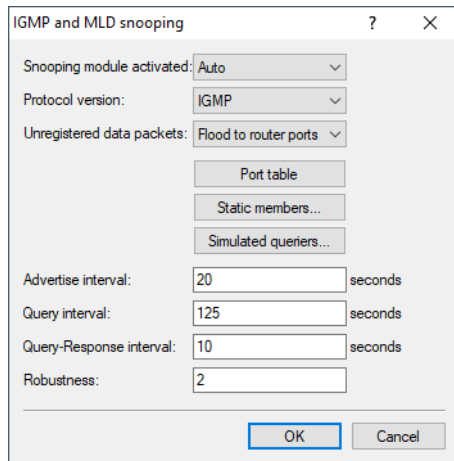 IGMP and MLD snooping ?
Snooping module activated: Auto
Protocol version: IGMP
Unregistered data packets: Flood to router ports
Port table
Static members...
Simulated queriers...
Advertise interval: 20 seconds
Query interval: 125 seconds
Query-Response interval: 10 seconds
Robustness: 2
OK Cancel